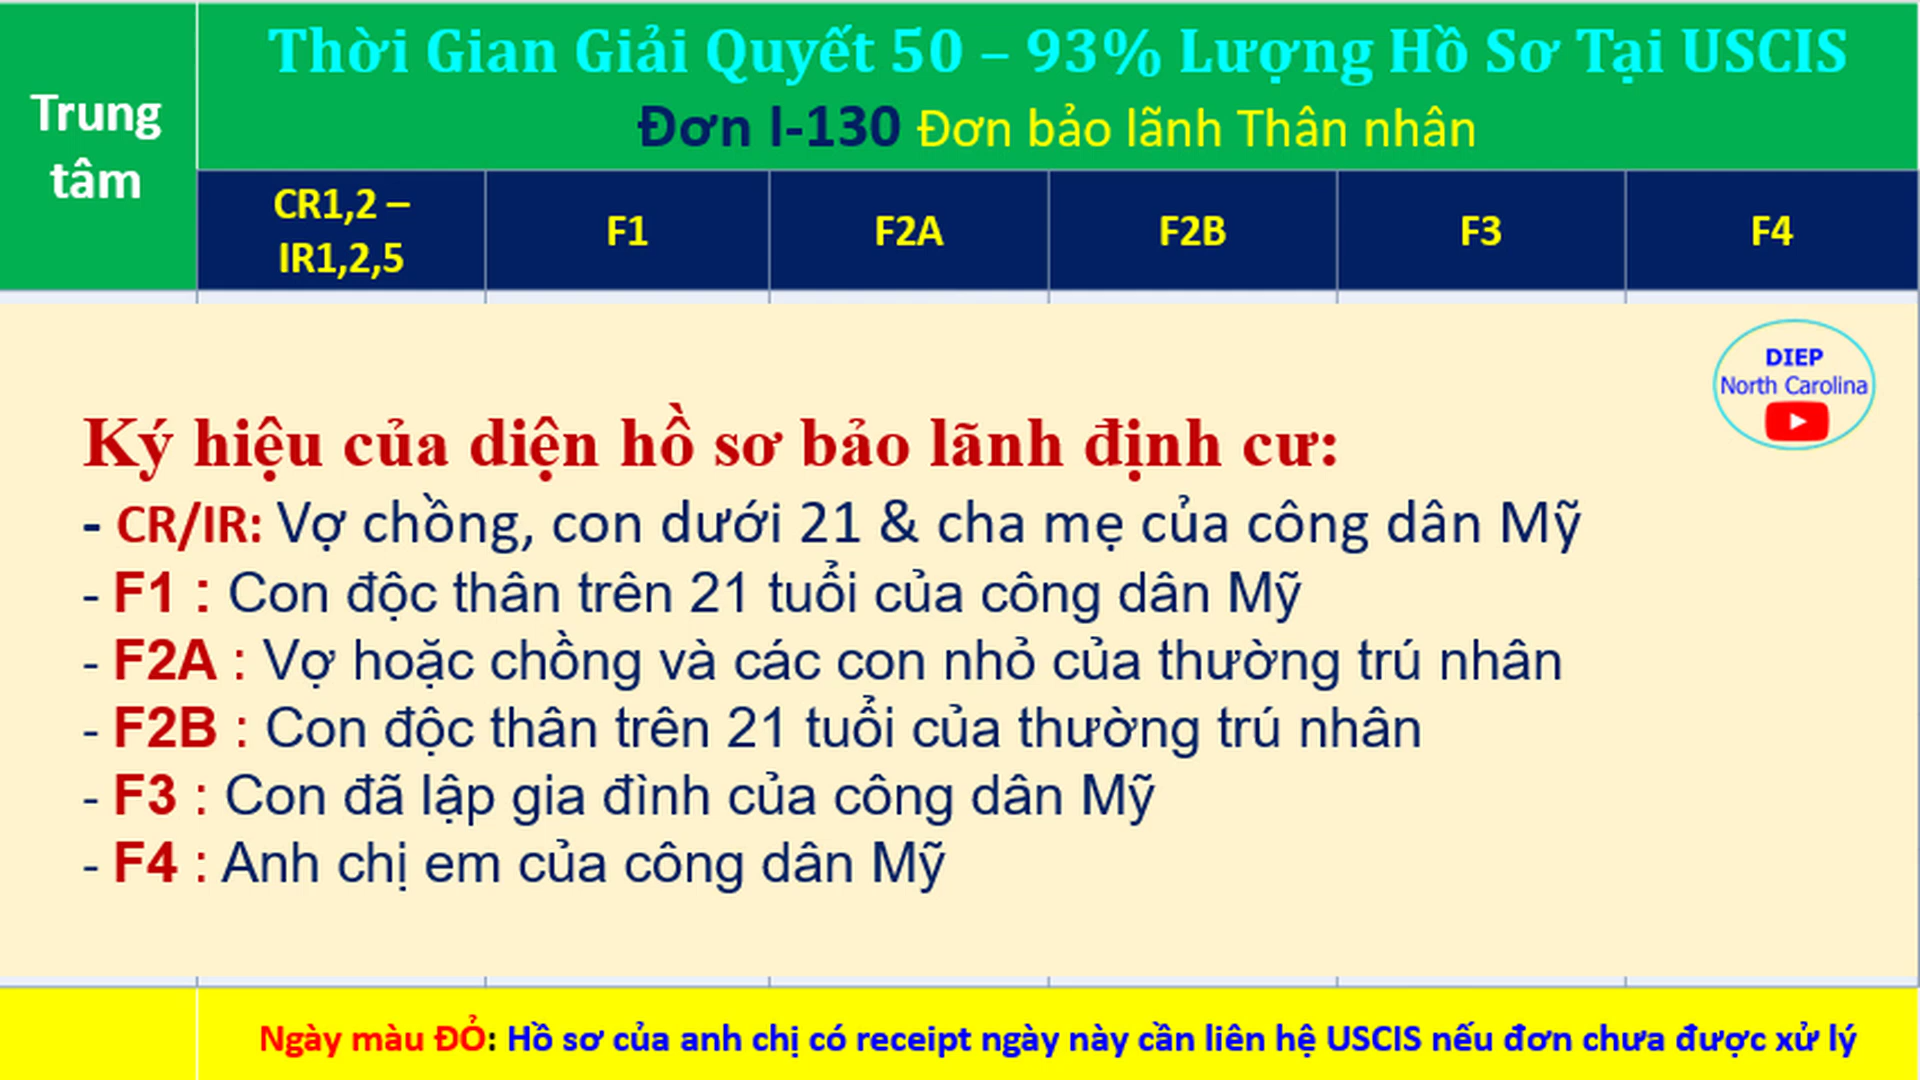 Trung
tâm
Thời Gian Giải Quyết 50 – 93% Lượng Hồ Sơ Tại USCIS
Đơn I-130 Đơn bảo lãnh Thân nhân
CR1,2 –
IR1,2,5
F1
F2A
F2B
F3
F4
DIEP
North Carolina
Ký hiệu của diện hồ sơ bảo lãnh định cư:
- CR/IR: Vợ chồng, con dưới 21 & cha mẹ của công dân Mỹ
- F1 : Con độc thân trên 21 tuổi của công dân Mỹ
- F2A : Vợ hoặc chồng và các con nhỏ của thường trú nhân
- F2B : Con độc thân trên 21 tuổi của thường trú nhân
- F3 : Con đã lập gia đình của công dân Mỹ
- F4 : Anh chị em của công dân Mỹ
Ngày màu ĐỎ: Hồ sơ của anh chị có receipt ngày này cần liên hệ USCIS nếu đơn chưa được xử lý